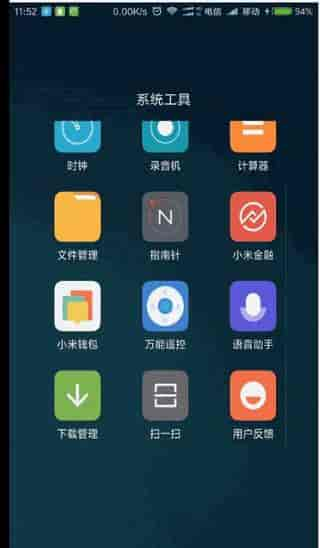 11:52 0.00K/s 电信 移动 94%
系统工具
时钟 录音机 计算器
文件管理 指南针 小米金融
小米钱包 万能遥控 语音助手
下载管理 扫一扫 用户反馈
N